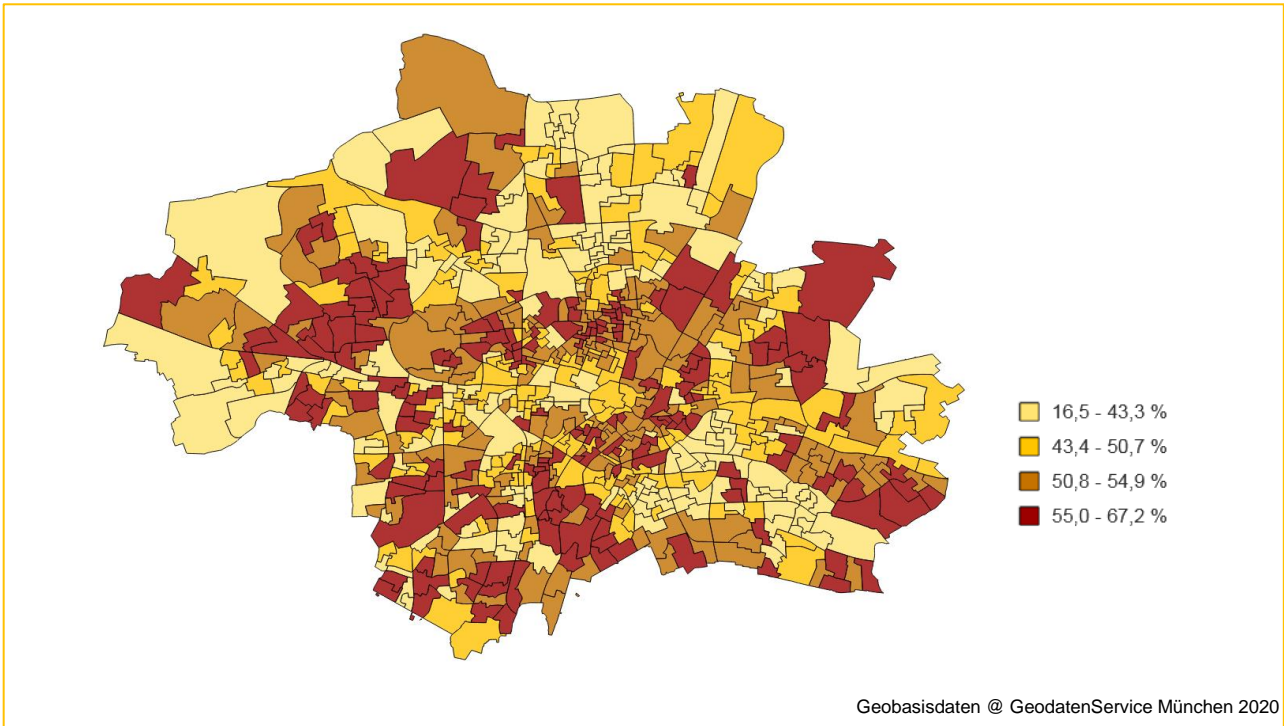 16,5 - 43,3 %
43,4 - 50,7 %
50,8 - 54,9 %
55,0 - 67,2 %
Geobasisdaten @ GeodatenService München 2020